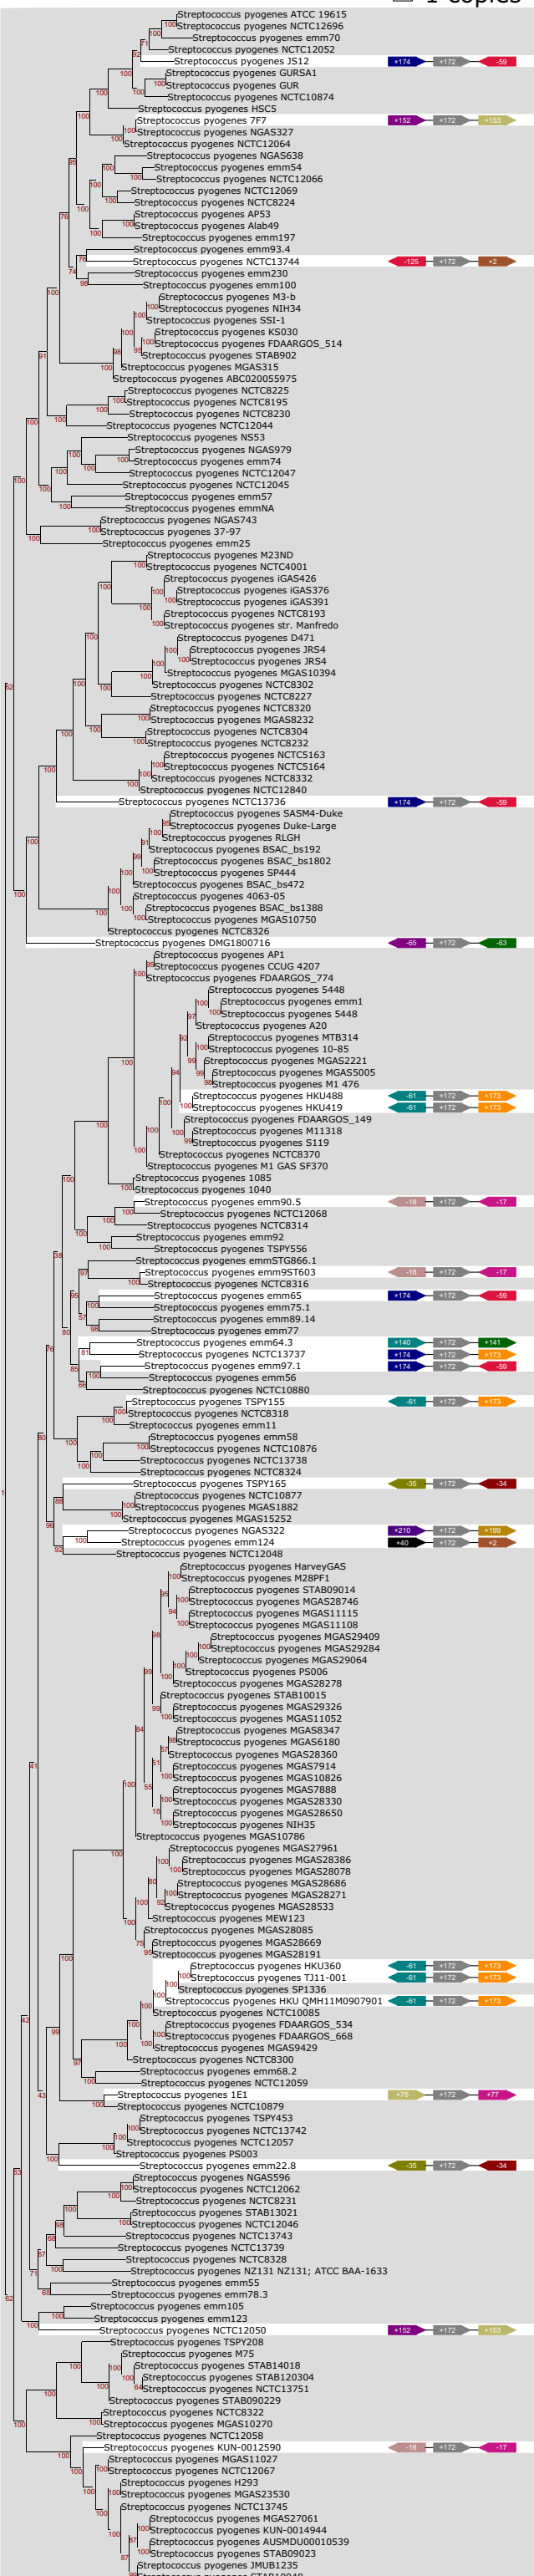 1 copies
Streptococcus pyogenes ATCC 19615
Streptococcus pyogenes NCTC12696
Streptococcus pyogenes emm70
Streptococcus pyogenes NCTC12052
Streptococcus pyogenes JS12 +174 +172 -59
Streptococcus pyogenes GURSA1
Streptococcus pyogenes GUR
Streptococcus pyogenes NCTC10874
Streptococcus pyogenes HSC5
Streptococcus pyogenes 7F7 +152 +172 +153
Streptococcus pyogenes NGAS327
Streptococcus pyogenes NCTC12064
Streptococcus pyogenes NGAS638
Streptococcus pyogenes emm54
Streptococcus pyogenes NCTC12066
Streptococcus pyogenes NCTC12069
Streptococcus pyogenes NCTC8224
Streptococcus pyogenes AP53
Streptococcus pyogenes Alab49
Streptococcus pyogenes emm197
Streptococcus pyogenes emm93.4
Streptococcus pyogenes NCTC13744 -125 +172 +2
Streptococcus pyogenes emm230
Streptococcus pyogenes emm100
Streptococcus pyogenes M3-b
Streptococcus pyogenes NIH34
Streptococcus pyogenes SSI-1
Streptococcus pyogenes KS030
Streptococcus pyogenes FDAARGOS_514
Streptococcus pyogenes STAB902
Streptococcus pyogenes MGAS315
Streptococcus pyogenes ABC020055975
Streptococcus pyogenes NCTC8225
Streptococcus pyogenes NCTC8195
Streptococcus pyogenes NCTC8230
Streptococcus pyogenes NCTC12044
Streptococcus pyogenes NS53
Streptococcus pyogenes NGAS979
Streptococcus pyogenes emm74
Streptococcus pyogenes NCTC12047
Streptococcus pyogenes NCTC12045
Streptococcus pyogenes emm57
Streptococcus pyogenes emmNA
Streptococcus pyogenes NGAS743
Streptococcus pyogenes 37-97
Streptococcus pyogenes emm25
Streptococcus pyogenes M23ND
Streptococcus pyogenes NCTC4001
Streptococcus pyogenes iGAS426
Streptococcus pyogenes iGAS376
Streptococcus pyogenes iGAS391
Streptococcus pyogenes NCTC8193
Streptococcus pyogenes str. Manfredo
Streptococcus pyogenes D471
Streptococcus pyogenes JRS4
Streptococcus pyogenes JRS4
Streptococcus pyogenes MGAS10394
Streptococcus pyogenes NCTC8302
Streptococcus pyogenes NCTC8227
Streptococcus pyogenes NCTC8320
Streptococcus pyogenes MGAS8232
Streptococcus pyogenes NCTC8304
Streptococcus pyogenes NCTC8232
Streptococcus pyogenes NCTC5163
Streptococcus pyogenes NCTC5164
Streptococcus pyogenes NCTC8332
Streptococcus pyogenes NCTC12840
Streptococcus pyogenes NCTC13736 +174 +172 -59
Streptococcus pyogenes SASM4-Duke
Streptococcus pyogenes Duke-Large
Streptococcus pyogenes RLGH
Streptococcus pyogenes BSAC_bs192
Streptococcus pyogenes BSAC_bs1802
Streptococcus pyogenes SP444
Streptococcus pyogenes BSAC_bs472
Streptococcus pyogenes 4063-05
Streptococcus pyogenes BSAC_bs1388
Streptococcus pyogenes MGAS10750
Streptococcus pyogenes NCTC8326
Streptococcus pyogenes DMG1800716 -65 +172 -63
Streptococcus pyogenes AP1
Streptococcus pyogenes CCUG 4207
Streptococcus pyogenes FDAARGOS_774
Streptococcus pyogenes 5448
Streptococcus pyogenes emm1
Streptococcus pyogenes 5448
Streptococcus pyogenes A20
Streptococcus pyogenes MTB314
Streptococcus pyogenes 10-85
Streptococcus pyogenes MGAS2221
Streptococcus pyogenes MGAS5005
Streptococcus pyogenes M1 476
Streptococcus pyogenes HKU488 -61 +172 +173
Streptococcus pyogenes HKU419 -61 +172 +173
Streptococcus pyogenes FDAARGOS_149
Streptococcus pyogenes M11318
Streptococcus pyogenes S119
Streptococcus pyogenes NCTC8370
Streptococcus pyogenes M1 GAS SF370
Streptococcus pyogenes 1085
Streptococcus pyogenes 1040
Streptococcus pyogenes emm90.5 -18 +172 -17
Streptococcus pyogenes NCTC12068
Streptococcus pyogenes NCTC8314
Streptococcus pyogenes emm92
Streptococcus pyogenes TSPY556
Streptococcus pyogenes emmSTG866.1
Streptococcus pyogenes emm9ST603 -18 +172 -17
Streptococcus pyogenes NCTC8316
Streptococcus pyogenes emm65 +174 +172 -59
Streptococcus pyogenes emm75.1
Streptococcus pyogenes emm89.14
Streptococcus pyogenes emm77
Streptococcus pyogenes emm64.3 +140 +172 +141
Streptococcus pyogenes NCTC13737 +174 +172 +173
Streptococcus pyogenes emm97.1 +174 +172 -59
Streptococcus pyogenes emm56
Streptococcus pyogenes NCTC10880
Streptococcus pyogenes TSPY155 -61 +172 +173
Streptococcus pyogenes NCTC8318
Streptococcus pyogenes emm11
Streptococcus pyogenes emm58
Streptococcus pyogenes NCTC10876
Streptococcus pyogenes NCTC13738
Streptococcus pyogenes NCTC8324
Streptococcus pyogenes TSPY165 -35 +172 -34
Streptococcus pyogenes NCTC10877
Streptococcus pyogenes MGAS1882
Streptococcus pyogenes MGAS15252
Streptococcus pyogenes NGAS322 +210 +172 +199
Streptococcus pyogenes emm124 +40 +172 +2
Streptococcus pyogenes NCTC12048
Streptococcus pyogenes HarveyGAS
Streptococcus pyogenes M28PF1
Streptococcus pyogenes STAB09014
Streptococcus pyogenes MGAS28746
Streptococcus pyogenes MGAS11115
Streptococcus pyogenes MGAS11108
Streptococcus pyogenes MGAS29409
Streptococcus pyogenes MGAS29284
Streptococcus pyogenes MGAS29064
Streptococcus pyogenes PS006
Streptococcus pyogenes MGAS28278
Streptococcus pyogenes STAB10015
Streptococcus pyogenes MGAS29326
Streptococcus pyogenes MGAS11052
Streptococcus pyogenes MGAS8347
Streptococcus pyogenes MGAS6180
Streptococcus pyogenes MGAS28360
Streptococcus pyogenes MGAS7914
Streptococcus pyogenes MGAS10826
Streptococcus pyogenes MGAS7888
Streptococcus pyogenes MGAS28330
Streptococcus pyogenes MGAS28650
Streptococcus pyogenes NIH35
Streptococcus pyogenes MGAS10786
Streptococcus pyogenes MGAS27961
Streptococcus pyogenes MGAS28386
Streptococcus pyogenes MGAS28078
Streptococcus pyogenes MGAS28686
Streptococcus pyogenes MGAS28271
Streptococcus pyogenes MGAS28533
Streptococcus pyogenes MEW123
Streptococcus pyogenes MGAS28085
Streptococcus pyogenes MGAS28669
Streptococcus pyogenes MGAS28191
Streptococcus pyogenes HKU360 -61 +172 +173
Streptococcus pyogenes TJ11-001 -61 +172 +173
Streptococcus pyogenes SP1336
Streptococcus pyogenes HKU QMH11M0907901 -61 +172 +173
Streptococcus pyogenes NCTC10085
Streptococcus pyogenes FDAARGOS_534
Streptococcus pyogenes FDAARGOS_668
Streptococcus pyogenes MGAS9429
Streptococcus pyogenes NCTC8300
Streptococcus pyogenes emm68.2
Streptococcus pyogenes NCTC12059
Streptococcus pyogenes 1E1 +76 +172 +77
Streptococcus pyogenes NCTC10879
Streptococcus pyogenes TSPY453
Streptococcus pyogenes NCTC13742
Streptococcus pyogenes NCTC12057
Streptococcus pyogenes PS003
Streptococcus pyogenes emm22.8 -35 +172 -34
Streptococcus pyogenes NGAS596
Streptococcus pyogenes NCTC12062
Streptococcus pyogenes NCTC8231
Streptococcus pyogenes STAB13021
Streptococcus pyogenes NCTC12046
Streptococcus pyogenes NCTC13743
Streptococcus pyogenes NCTC13739
Streptococcus pyogenes NCTC8328
Streptococcus pyogenes NZ131 NZ131; ATCC BAA-1633
Streptococcus pyogenes emm55
Streptococcus pyogenes emm78.3
Streptococcus pyogenes emm105
Streptococcus pyogenes emm123
Streptococcus pyogenes NCTC12050 +152 +172 +153
Streptococcus pyogenes TSPY208
Streptococcus pyogenes M75
Streptococcus pyogenes STAB14018
Streptococcus pyogenes STAB120304
Streptococcus pyogenes NCTC13751
Streptococcus pyogenes STAB090229
Streptococcus pyogenes NCTC8322
Streptococcus pyogenes MGAS10270
Streptococcus pyogenes NCTC12058
Streptococcus pyogenes KUN-0012590 -18 +172 -17
Streptococcus pyogenes MGAS11027
Streptococcus pyogenes NCTC12067
Streptococcus pyogenes H293
Streptococcus pyogenes MGAS23530
Streptococcus pyogenes NCTC13745
Streptococcus pyogenes MGAS27061
Streptococcus pyogenes KUN-0014944
Streptococcus pyogenes AUSMDU00010539
Streptococcus pyogenes STAB09023
Streptococcus pyogenes JMUB1235